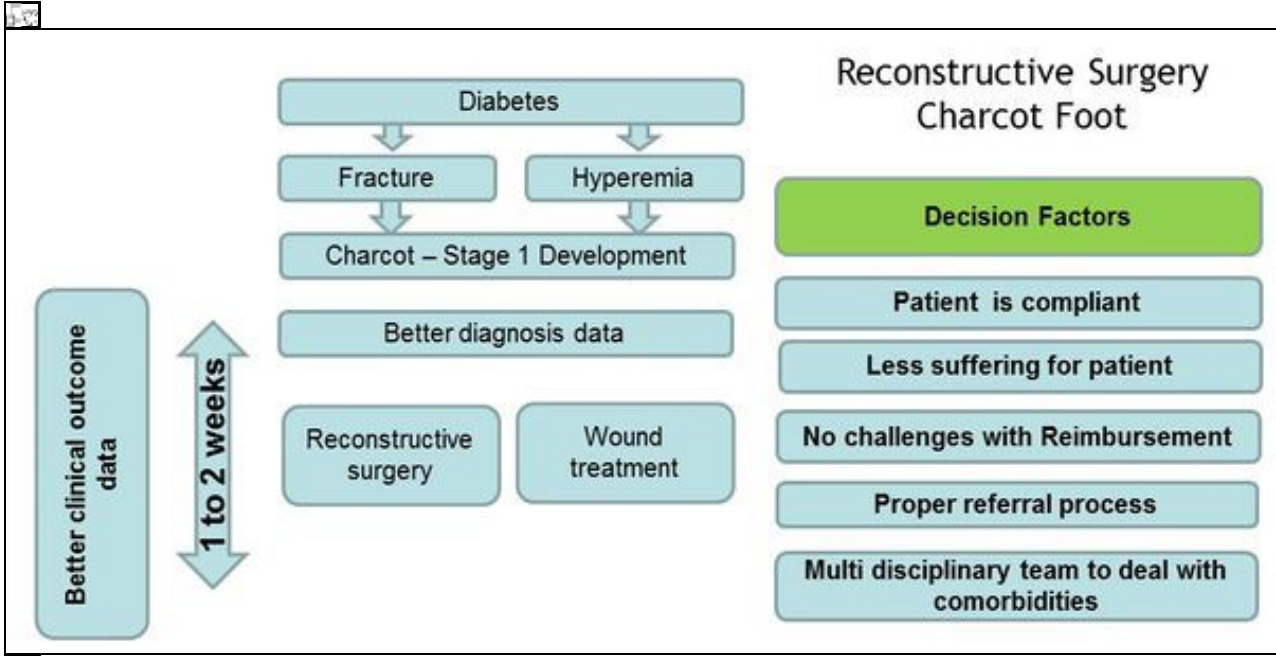 Reconstructive Surgery
Charcot Foot
Diabetes
Fracture
Hyperemia
Charcot – Stage 1 Development
Better diagnosis data
Reconstructive
surgery
Wound
treatment
Better clinical outcome
data
1 to 2 weeks
Decision Factors
Patient is compliant
Less suffering for patient
No challenges with Reimbursement
Proper referral process
Multi disciplinary team to deal with
comorbidities